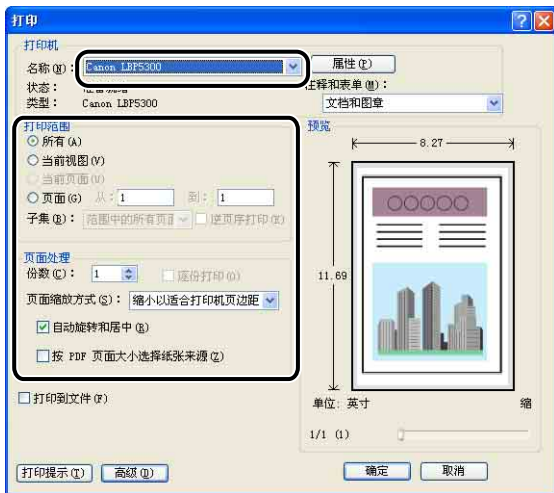 打印
打印机
名称(N): Canon LBP5300 属性(P)
状态: 准备就绪 注释和表单(M):
类型: Canon LBP5300 文档和图章
打印范围 预览
所有(A)
当前视图(V)
当前页面(U)
页面(G) 从: 1 到: 1
子集(B): 范围中的所有页面 逆页序打印(E)
8.27
11.69
页面处理
份数(C): 1 逐份打印(O)
页面缩放方式(S): 缩小以适合打印机页边距
自动旋转和居中(R)
按 PDF 页面大小选择纸张来源(Z)
打印到文件(F)
单位: 英寸 缩
1/1 (1)
打印提示(T) 高级(D) 确定 取消